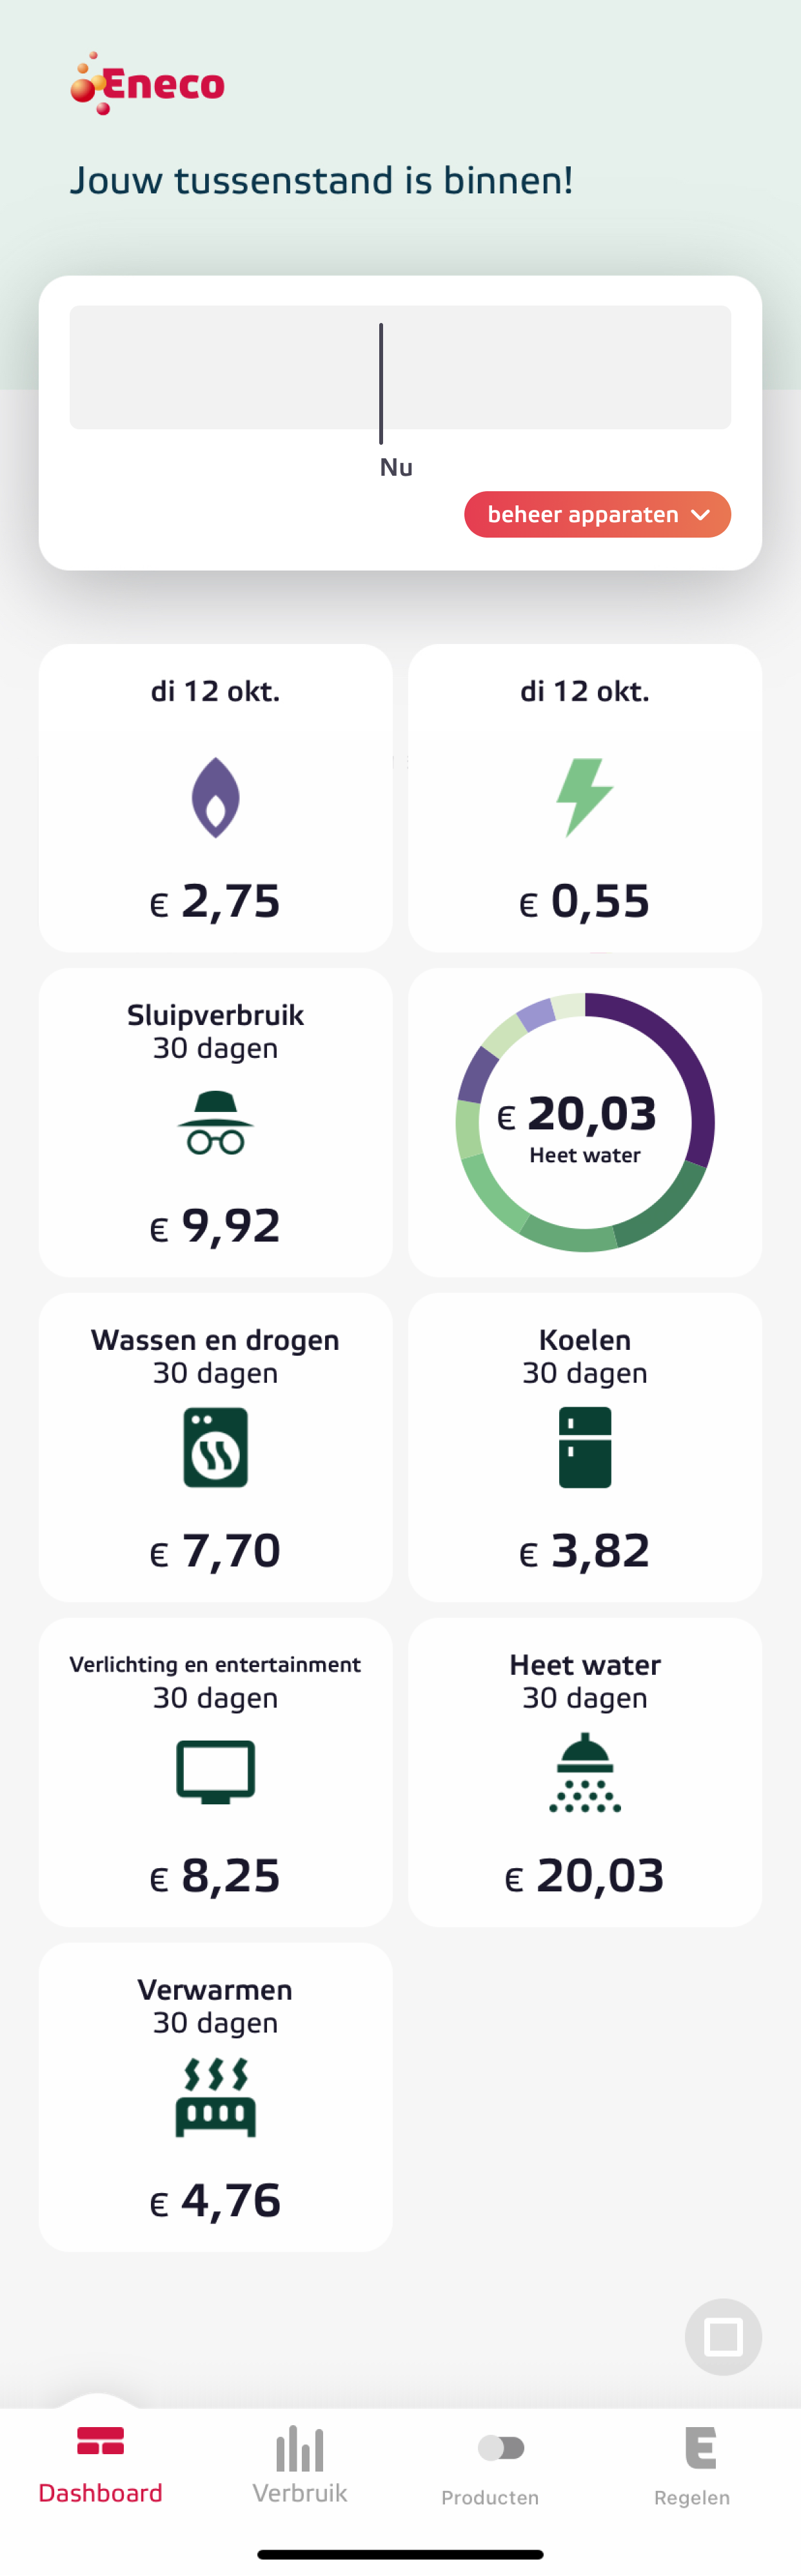 Eneco
Jouw tussenstand is binnen!
Nu
beheer apparaten
di 12 okt.
€ 2,75
di 12 okt.
€ 0,55
Sluipverbruik
30 dagen
€ 9,92
€ 20,03
Heet water
Wassen en drogen
30 dagen
€ 7,70
Koelen
30 dagen
€ 3,82
Verlichting en entertainment
30 dagen
€ 8,25
Heet water
30 dagen
€ 20,03
Verwarmen
30 dagen
€ 4,76
Dashboard
Verbruik
Producten
E
Regelen